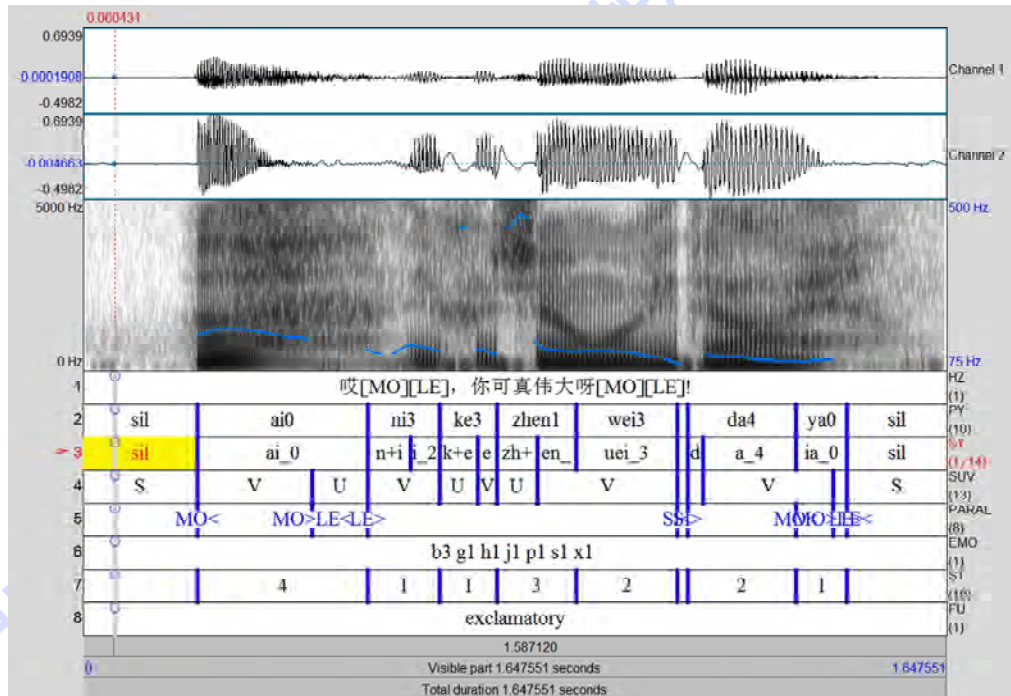 0.000431
0.6939
0.0001908
-0.4982
Channel 1
0.6939
-0.004663
-0.4982
Channel 2
5000 Hz
500 Hz
0 Hz
75 Hz
1 哎[MO][LE]，你可真伟大呀[MO][LE]! HZ (1)
2 sil ai0 ni3 ke3 zhen1 wei3 da4 ya0 sil PY (10)
3 sil ai_0 n+i i_2 k+e e zh+ en_ uei_3 d a_4 ia_0 sil (1/14)
4 S V U V U V U V V S SUV (13)
5 MO< MO>LE< LE> PARAL (8)
6 b3 g1 h1 j1 p1 s1 x1 EMO (1)
7 4 1 1 3 2 2 1 ST (10)
8 exclamatory FU (1)
1.587120
0 Visible part 1.647551 seconds 1.647551
Total duration 1.647551 seconds